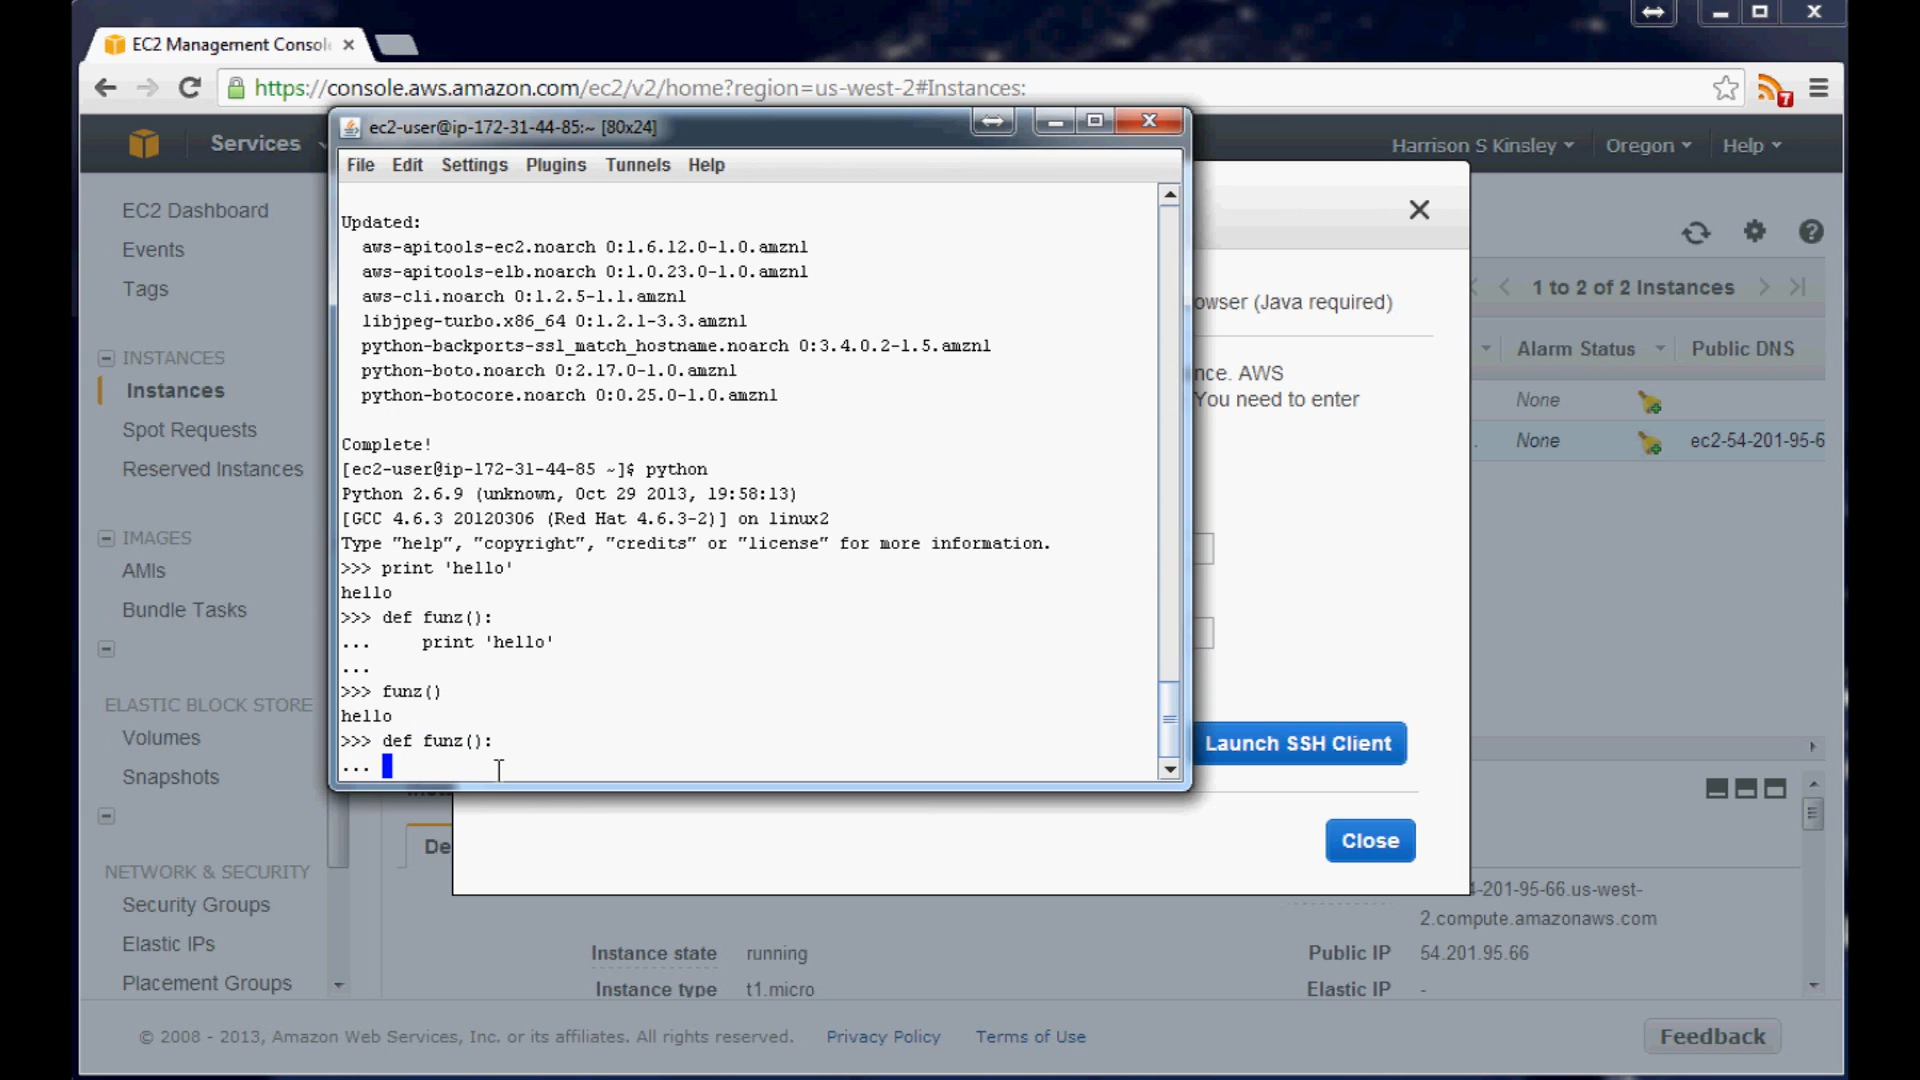 EC2 Management Consol
https://console.aws.amazon.com/ec2/v2/home?region=us-west-2#Instances:
7
Services
Harrison S Kinsley
Oregon
Help
ec2-user@ip-172-31-44-85:~ [80x24]
File Edit Settings Plugins Tunnels Help
Updated:
aws-apitools-ec2.noarch 0:1.6.12.0-1.0.amzn1
aws-apitools-elb.noarch 0:1.0.23.0-1.0.amzn1
aws-cli.noarch 0:1.2.5-1.1.amzn1
libjpeg-turbo.x86_64 0:1.2.1-3.3.amzn1
python-backports-ssl_match_hostname.noarch 0:3.4.0.2-1.5.amzn1
python-boto.noarch 0:2.17.0-1.0.amzn1
python-botocore.noarch 0:0.25.0-1.0.amzn1
Complete!
[ec2-user@ip-172-31-44-85 ~]$ python
Python 2.6.9 (unknown, Oct 29 2013, 19:58:13)
[GCC 4.6.3 20120306 (Red Hat 4.6.3-2)] on linux2
Type "help", "copyright", "credits" or "license" for more information.
>>> print 'hello'
hello
>>> def funz():
...     print 'hello'
...
>>> funz()
hello
>>> def funz():
...
EC2 Dashboard
Events
Tags
INSTANCES
Instances
Spot Requests
Reserved Instances
IMAGES
AMIs
Bundle Tasks
ELASTIC BLOCK STORE
Volumes
Snapshots
NETWORK & SECURITY
Security Groups
Elastic IPs
Placement Groups
owser (Java required)
nce. AWS
You need to enter
Launch SSH Client
Close
1 to 2 of 2 Instances
Alarm Status
Public DNS
None
None
ec2-54-201-95-6
De
4-201-95-66.us-west-
2.compute.amazonaws.com
Instance state running
Public IP 54.201.95.66
Instance type t1.micro
Elastic IP -
© 2008 - 2013, Amazon Web Services, Inc. or its affiliates. All rights reserved.
Privacy Policy
Terms of Use
Feedback